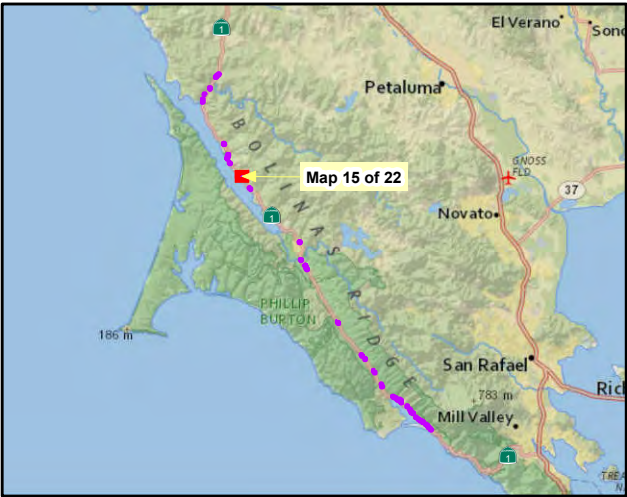 El Verano
Sono
1
Petaluma
BOLINAS RIDGE
GNOSS
FLD
Map 15 of 22
37
Novato
1
PHILLIP
BURTON
186 m
San Rafael
Ric
783 m
Mill Valley
1
TREA